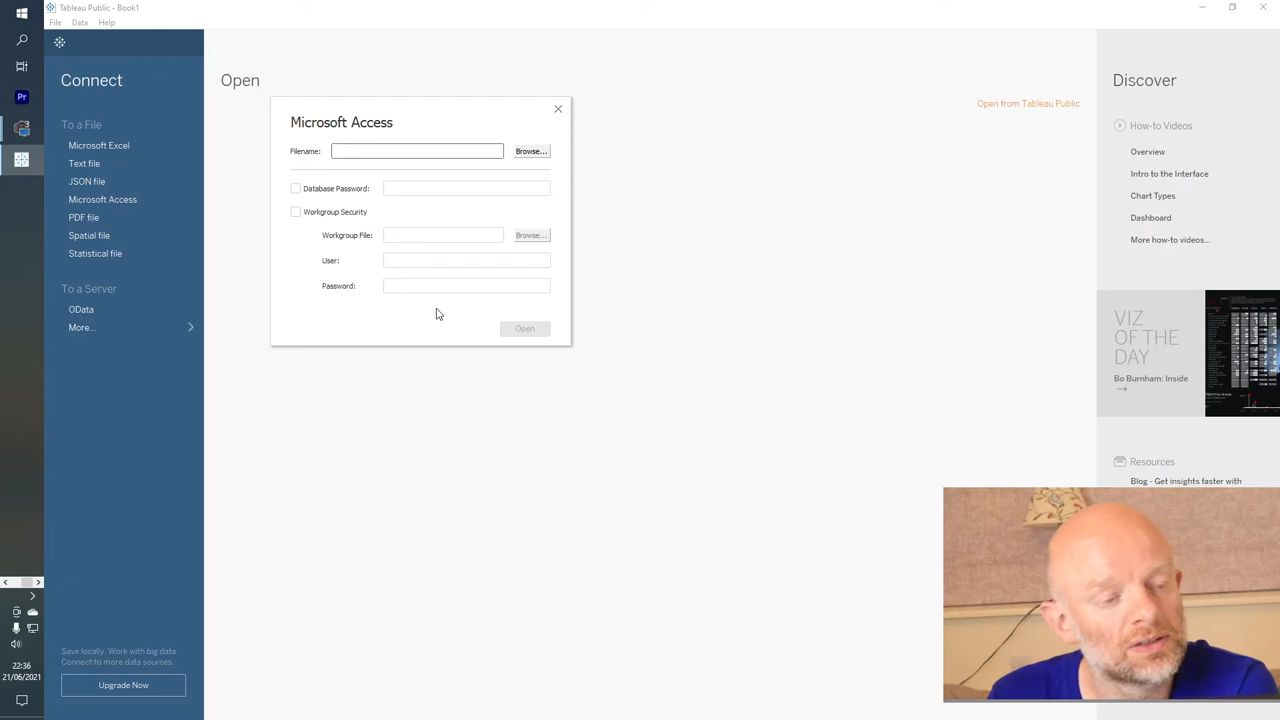 Tableau Public - Book1
File Data Help
Connect
To a File
Microsoft Excel
Text file
JSON file
Microsoft Access
PDF file
Spatial file
Statistical file
To a Server
OData
More...
Save locally. Work with big data.
Connect to more data sources.
Upgrade Now
Open
Open from Tableau Public
Microsoft Access
Filename:
Browse...
Database Password:
Workgroup Security
Workgroup File:
Browse...
User:
Password:
Open
Discover
How-to Videos
Overview
Intro to the Interface
Chart Types
Dashboard
More how-to videos...
VIZ
OF THE
DAY
Bo Burnham: Inside
Resources
Blog - Get insights faster with
Pr
22:36
21/06/2021